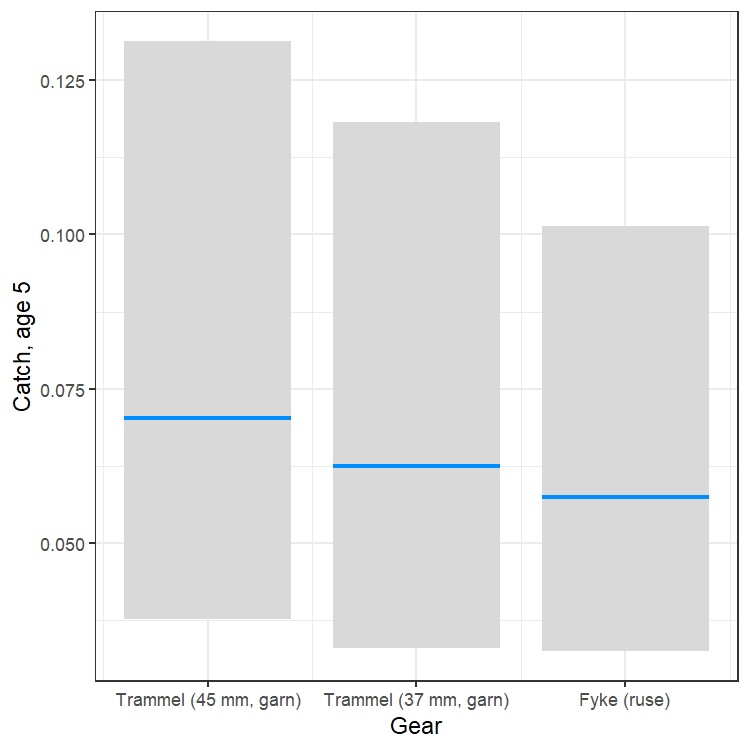 Catch, age 5
0.125
0.100
0.075
0.050
Trammel (45 mm, garn) Trammel (37 mm, garn) Fyke (ruse)
Gear